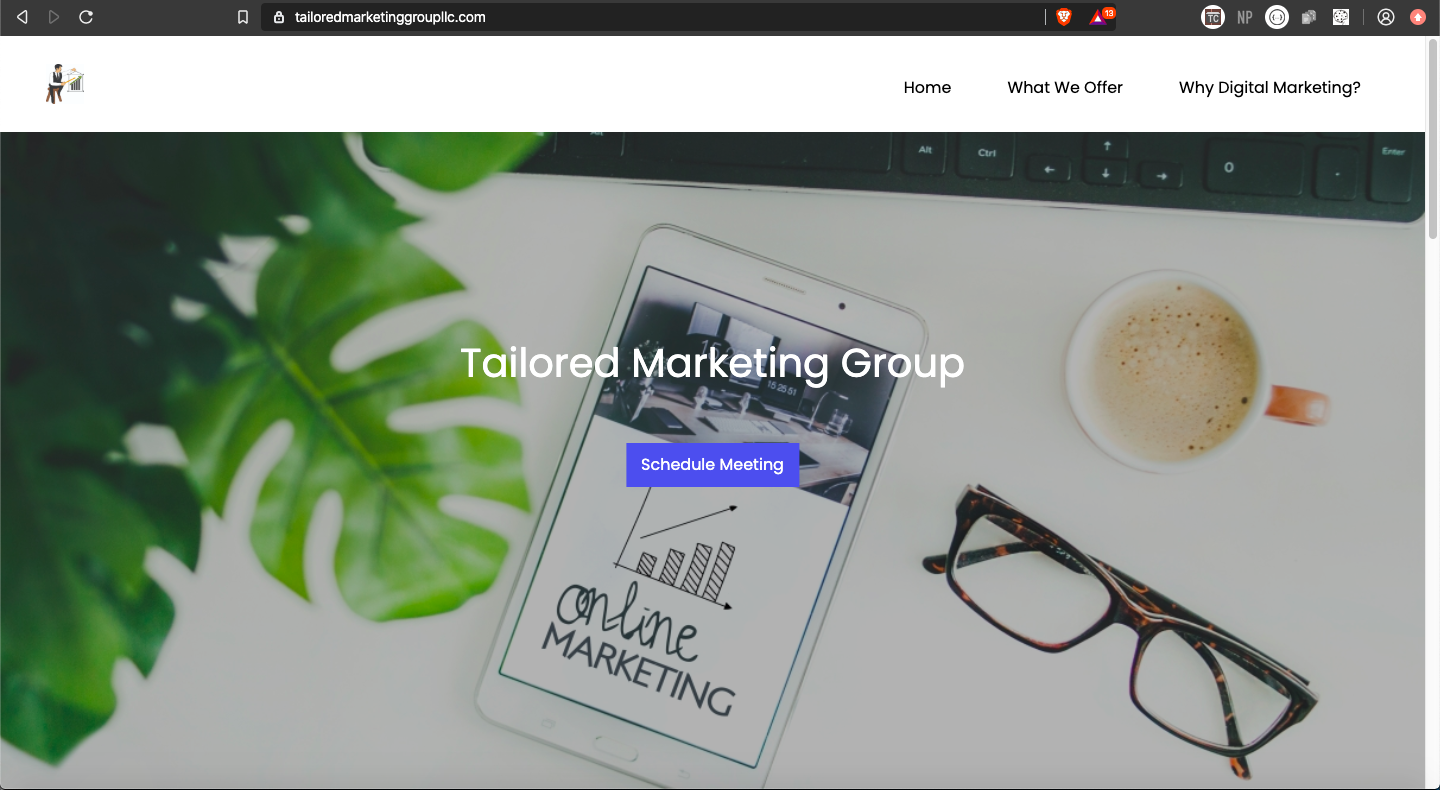 tailoredmarketinggroupllc.com
13
TC
NP
Home
What We Offer
Why Digital Marketing?
Alt
Alt
Ctrl
0
Enter
Tailored Marketing Group
15 25 51
Schedule Meeting
online
MARKETING